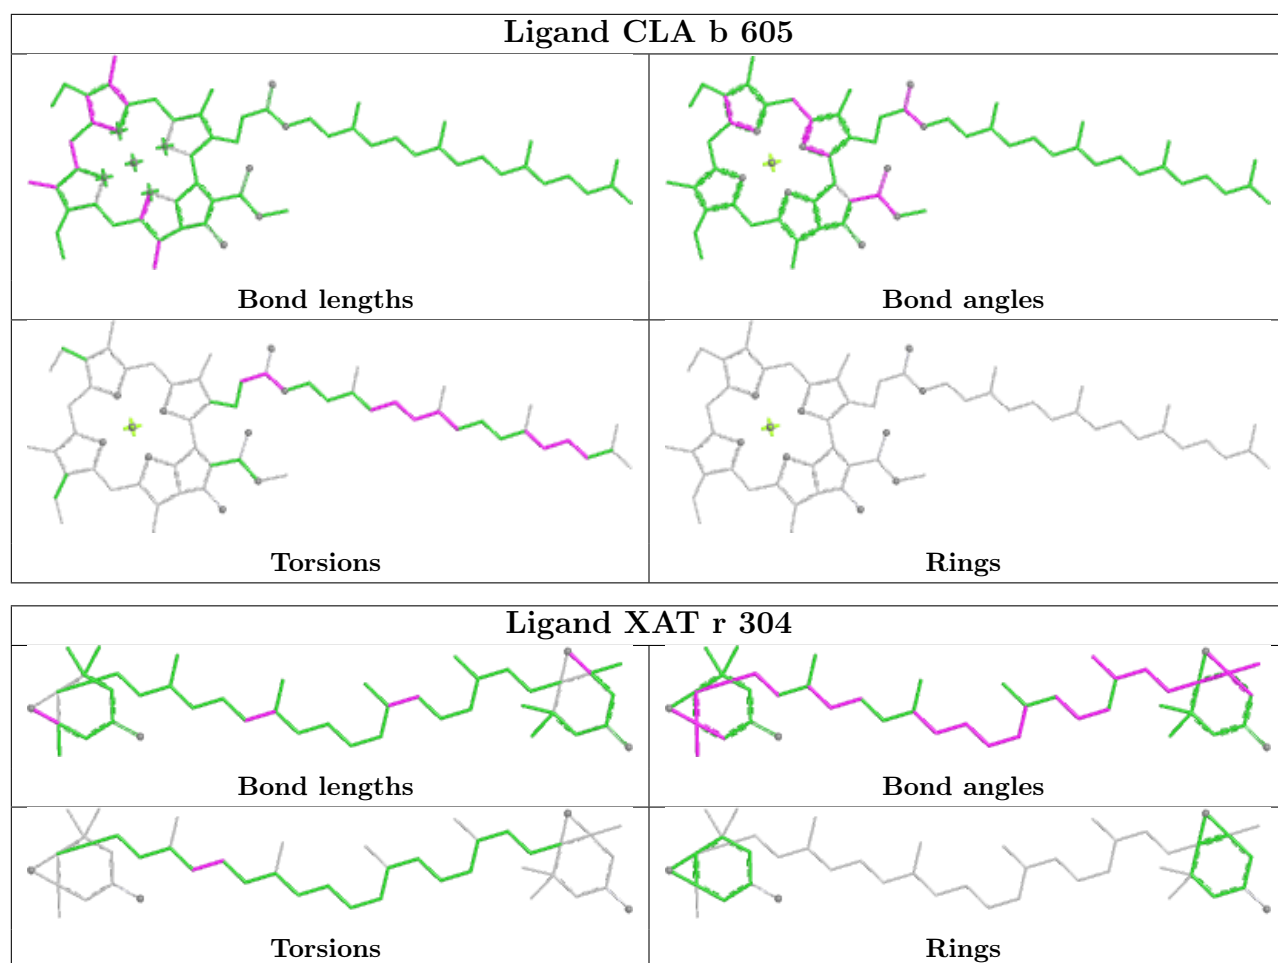 Ligand CLA b 605
Bond lengths
Bond angles
Torsions
Rings
Ligand XAT r 304
Bond lengths
Bond angles
Torsions
Rings